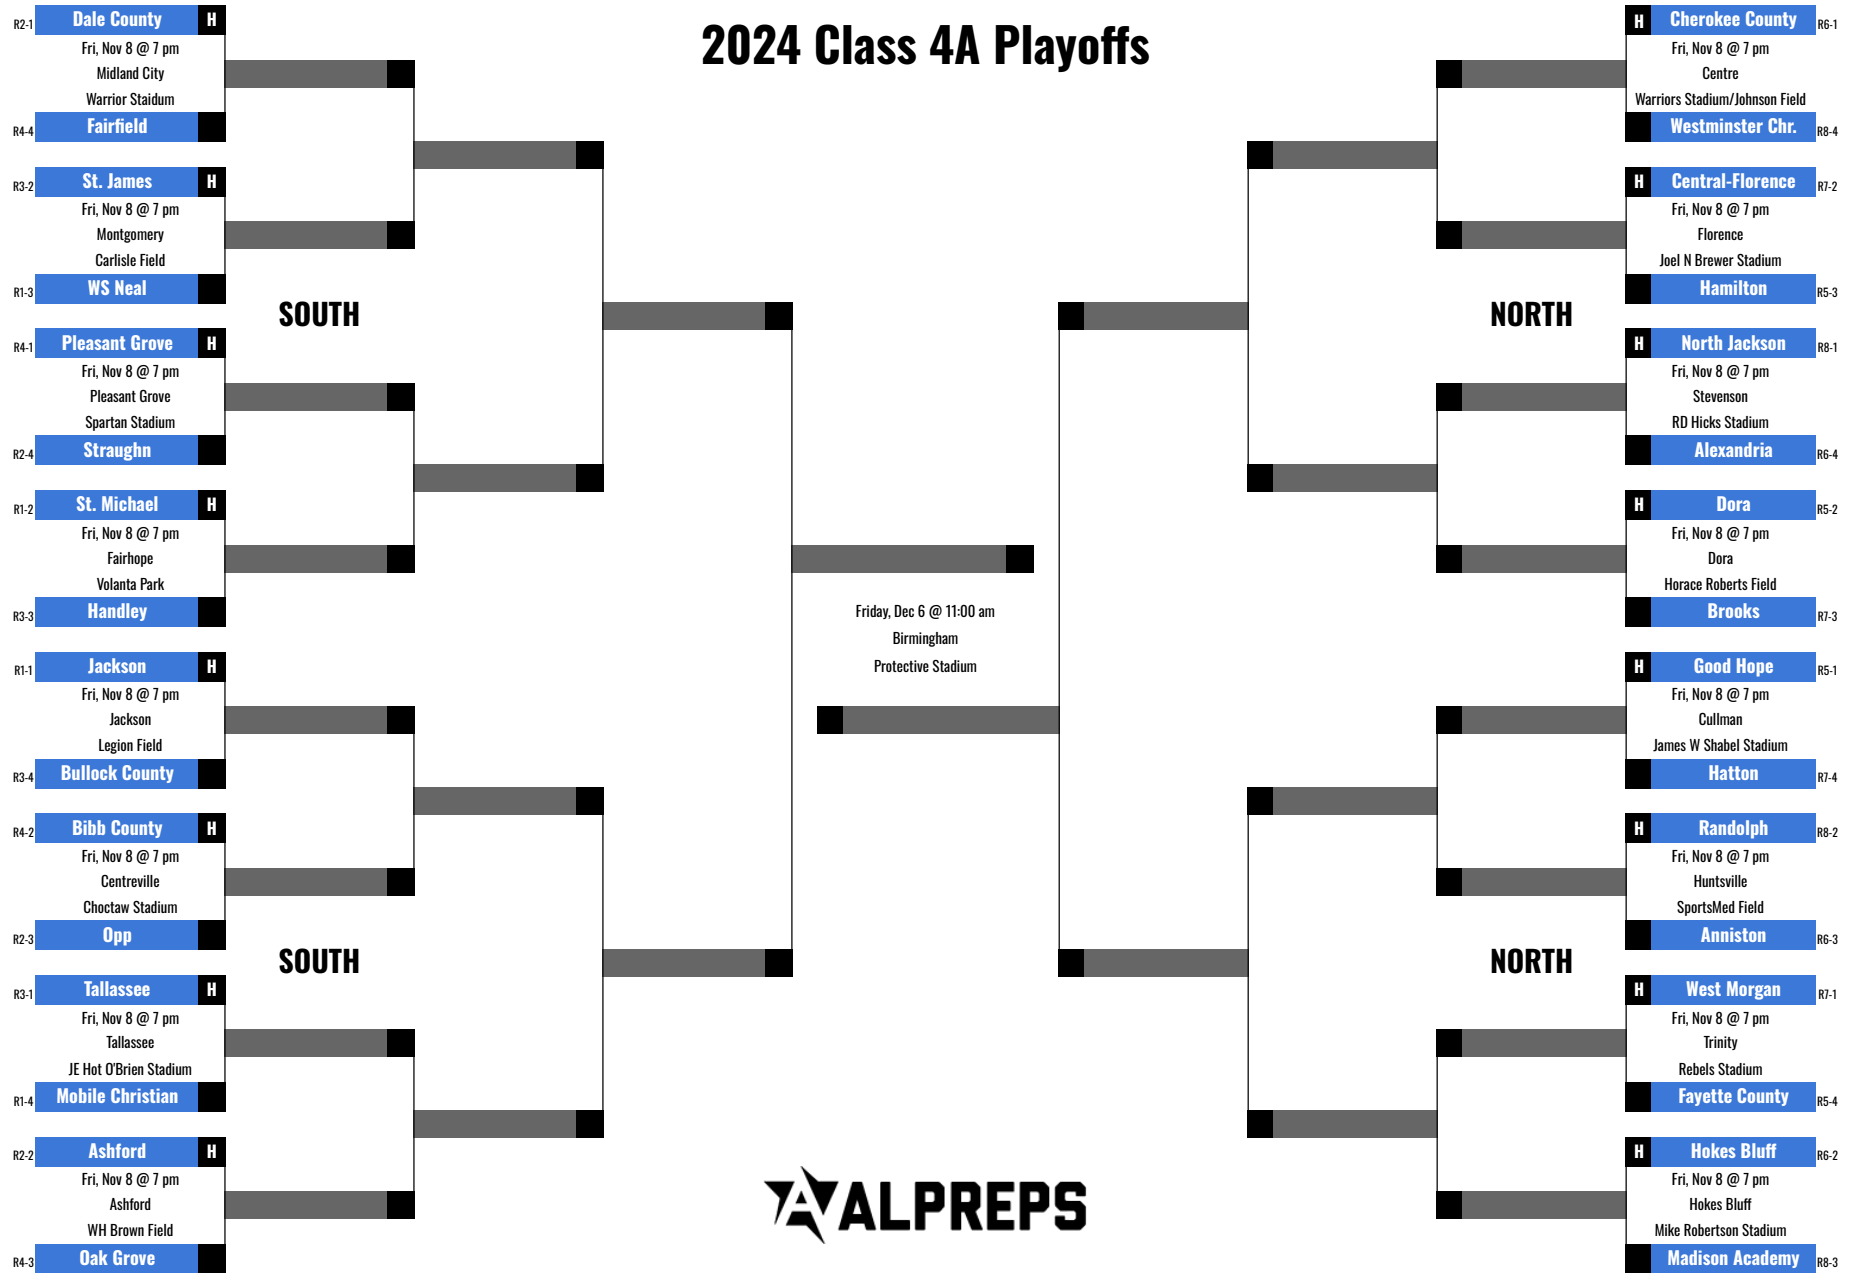 2024 Class 4A Playoffs
R2-1 Dale County H
Fri, Nov 8 @ 7 pm
Midland City
Warrior Staidum
R4-4 Fairfield
R3-2 St. James H
Fri, Nov 8 @ 7 pm
Montgomery
Carlisle Field
R1-3 WS Neal
SOUTH
R4-1 Pleasant Grove H
Fri, Nov 8 @ 7 pm
Pleasant Grove
Spartan Stadium
R2-4 Straughn
R1-2 St. Michael H
Fri, Nov 8 @ 7 pm
Fairhope
Volanta Park
R3-3 Handley
R1-1 Jackson H
Fri, Nov 8 @ 7 pm
Jackson
Legion Field
R3-4 Bullock County
R4-2 Bibb County H
Fri, Nov 8 @ 7 pm
Centreville
Choctaw Stadium
R2-3 Opp
SOUTH
R3-1 Tallassee H
Fri, Nov 8 @ 7 pm
Tallassee
JE Hot O'Brien Stadium
R1-4 Mobile Christian
R2-2 Ashford H
Fri, Nov 8 @ 7 pm
Ashford
WH Brown Field
R4-3 Oak Grove
Friday, Dec 6 @ 11:00 am
Birmingham
Protective Stadium
ALPREPS
H Cherokee County R6-1
Fri, Nov 8 @ 7 pm
Centre
Warriors Stadium/Johnson Field
Westminster Chr. R8-4
H Central-Florence R7-2
Fri, Nov 8 @ 7 pm
Florence
Joel N Brewer Stadium
Hamilton R5-3
NORTH
H North Jackson R8-1
Fri, Nov 8 @ 7 pm
Stevenson
RD Hicks Stadium
Alexandria R6-4
H Dora R5-2
Fri, Nov 8 @ 7 pm
Dora
Horace Roberts Field
Brooks R7-3
H Good Hope R5-1
Fri, Nov 8 @ 7 pm
Cullman
James W Shabel Stadium
Hatton R7-4
H Randolph R8-2
Fri, Nov 8 @ 7 pm
Huntsville
SportsMed Field
Anniston R6-3
NORTH
H West Morgan R7-1
Fri, Nov 8 @ 7 pm
Trinity
Rebels Stadium
Fayette County R5-4
H Hokes Bluff R6-2
Fri, Nov 8 @ 7 pm
Hokes Bluff
Mike Robertson Stadium
Madison Academy R8-3